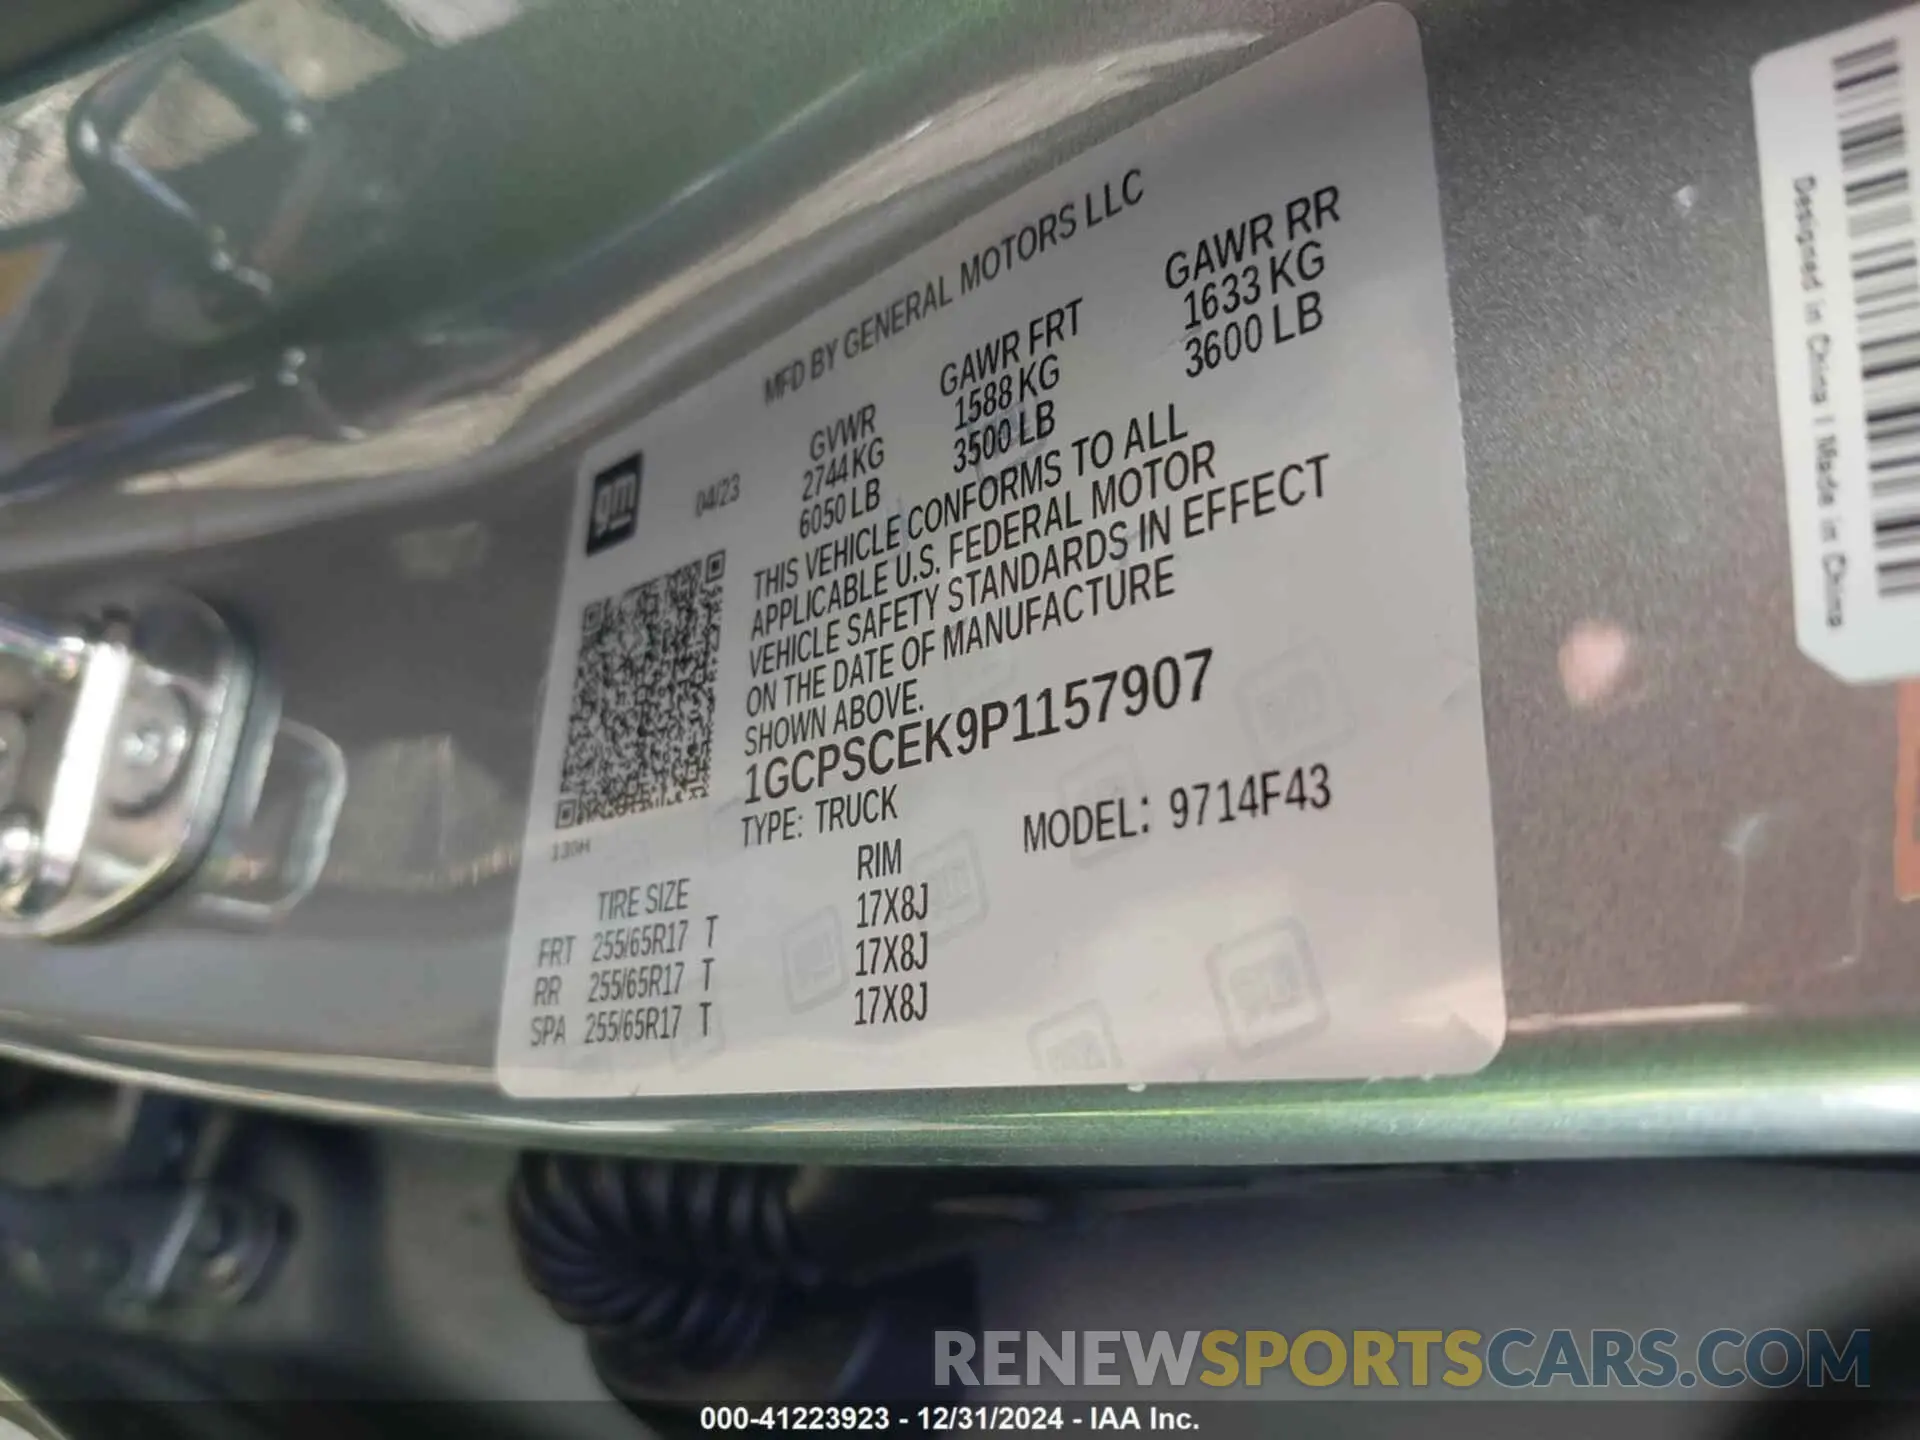 MFD BY GENERAL MOTORS LLC
gm
04/23
GVWR
2744 KG
6050 LB
GAWR FRT
1588 KG
3500 LB
GAWR RR
1633 KG
3600 LB
THIS VEHICLE CONFORMS TO ALL
APPLICABLE U.S. FEDERAL MOTOR
VEHICLE SAFETY STANDARDS IN EFFECT
ON THE DATE OF MANUFACTURE
SHOWN ABOVE.
1GCPSCEK9P1157907
TYPE: TRUCK
MODEL: 9714F43
130H
TIRE SIZE
RIM
FRT 255/65R17 T 17X8J
RR 255/65R17 T 17X8J
SPA 255/65R17 T 17X8J
Designed in China / Made in China
RENEWSPORTSCARS.COM
000-41223923 - 12/31/2024 - IAA Inc.